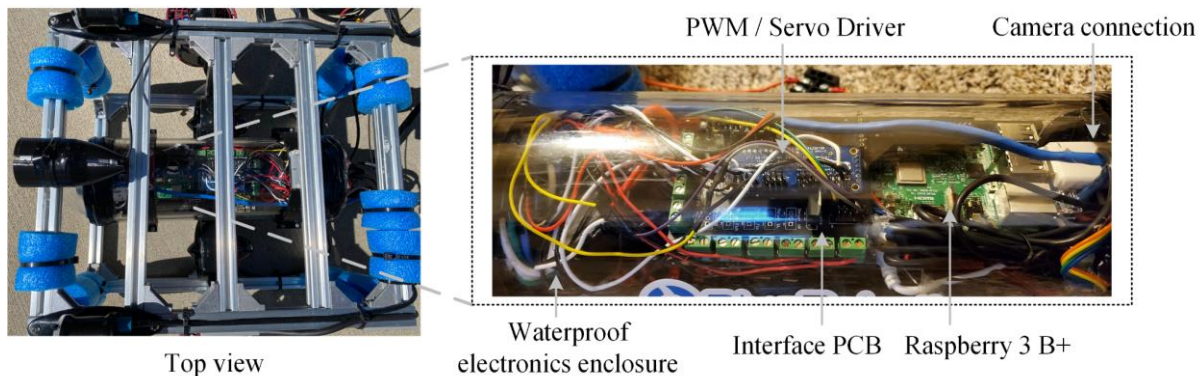 PWM / Servo Driver
Camera connection
Top view
Waterproof
electronics enclosure
Interface PCB
Raspberry 3 B+